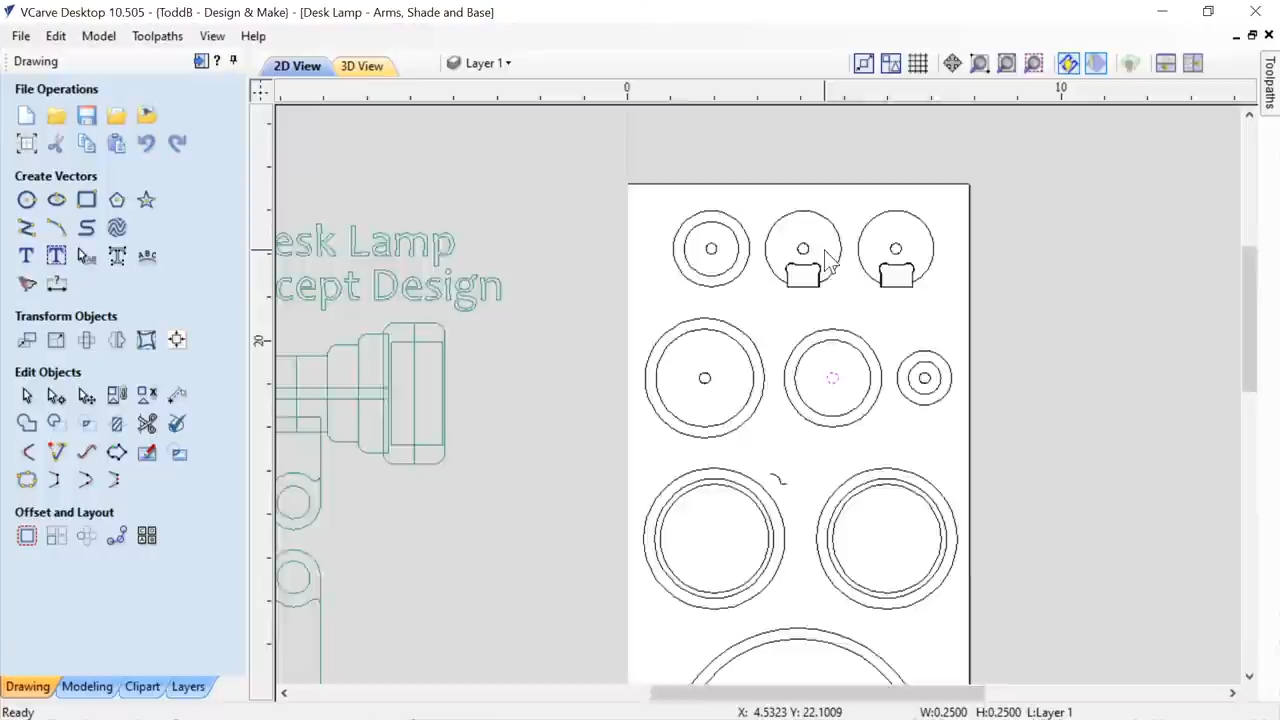 VCarve Desktop 10.505 - {ToddB - Design & Make} - [Desk Lamp - Arms, Shade and Base]
File Edit Model Toolpaths View Help
Drawing
2D View 3D View Layer 1
Toolpaths
File Operations
0 10
Create Vectors
esk Lamp
cept Design
Transform Objects
20
Edit Objects
Offset and Layout
Drawing Modeling Clipart Layers
Ready X: 4.5323 Y: 22.1009 W:0.2500 H:0.2500 L:Layer 1